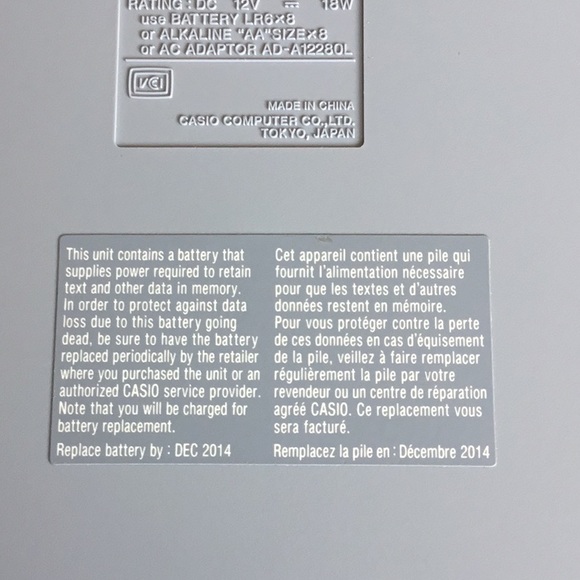 RATING: DC 12V ⎓ 18W
use BATTERY LR6×8
or ALKALINE "AA"SIZE×8
or AC ADAPTOR AD-A12280L
VCI
MADE IN CHINA
CASIO COMPUTER CO.,LTD.
TOKYO, JAPAN
This unit contains a battery that
supplies power required to retain
text and other data in memory.
In order to protect against data
loss due to this battery going
dead, be sure to have the battery
replaced periodically by the retailer
where you purchased the unit or an
authorized CASIO service provider.
Note that you will be charged for
battery replacement.
Replace battery by : DEC 2014
Cet appareil contient une pile qui
fournit l'alimentation nécessaire
pour que les textes et d'autres
données restent en mémoire.
Pour vous protéger contre la perte
de ces données en cas d'équisement
de la pile, veillez à faire remplacer
régulièrement la pile par votre
revendeur ou un centre de réparation
agréé CASIO. Ce replacement vous
sera facturé.
Remplacez la pile en : Décembre 2014